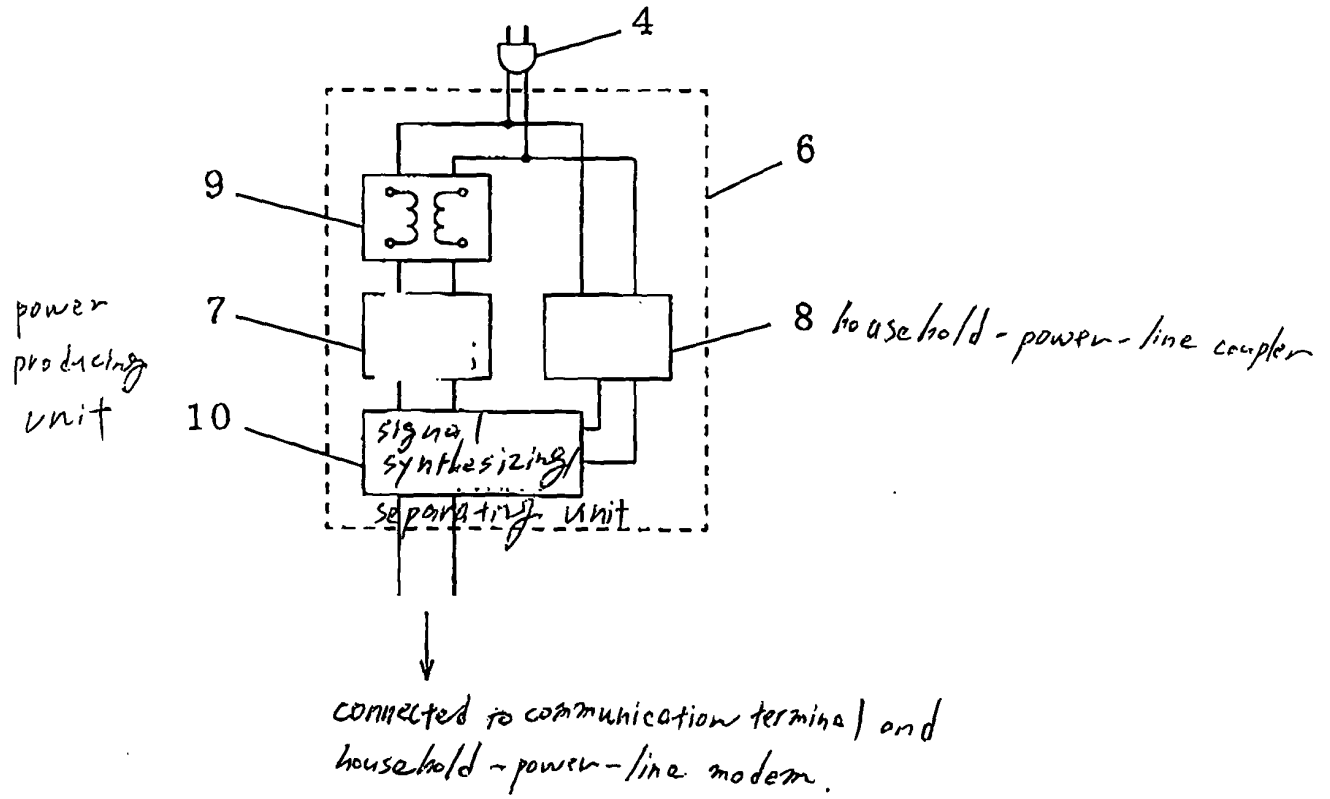 4
6
9
power
producing
unit
7
8 household-power-line coupler
10
signal
synthesizing/
separating unit
connected to communication terminal and
household-power-line modem.